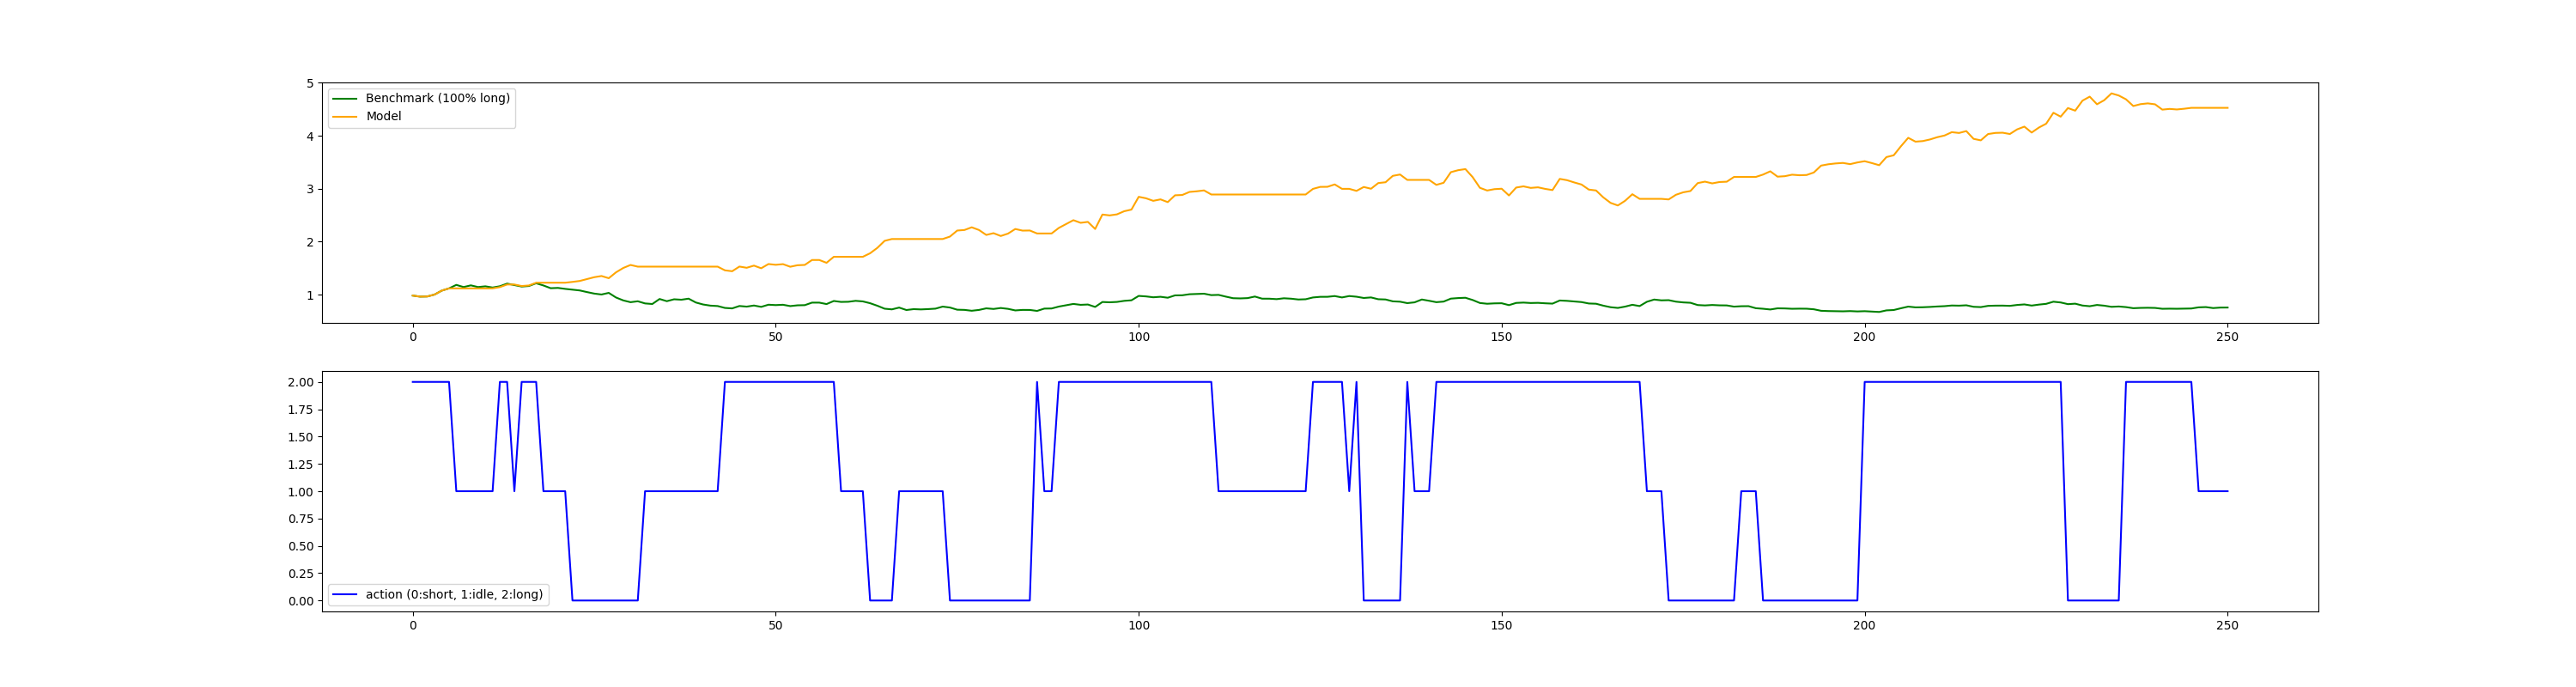 5
Benchmark (100% long)
Model
4
3
2
1
0 50 100 150 200 250
2.00
1.75
1.50
1.25
1.00
0.75
0.50
0.25
action (0:short, 1:idle, 2:long)
0.00
0 50 100 150 200 250